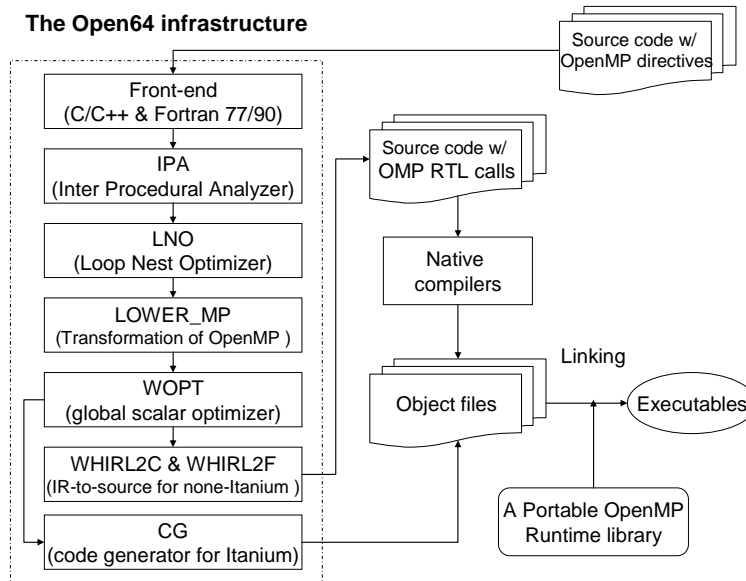 The Open64 infrastructure
Source code w/
OpenMP directives
Front-end
(C/C++ & Fortran 77/90)
IPA
(Inter Procedural Analyzer)
LNO
(Loop Nest Optimizer)
LOWER_MP
(Transformation of OpenMP )
WOPT
(global scalar optimizer)
WHIRL2C & WHIRL2F
(IR-to-source for none-Itanium )
CG
(code generator for Itanium)
Source code w/
OMP RTL calls
Native
compilers
Object files
Linking
Executables
A Portable OpenMP
Runtime library